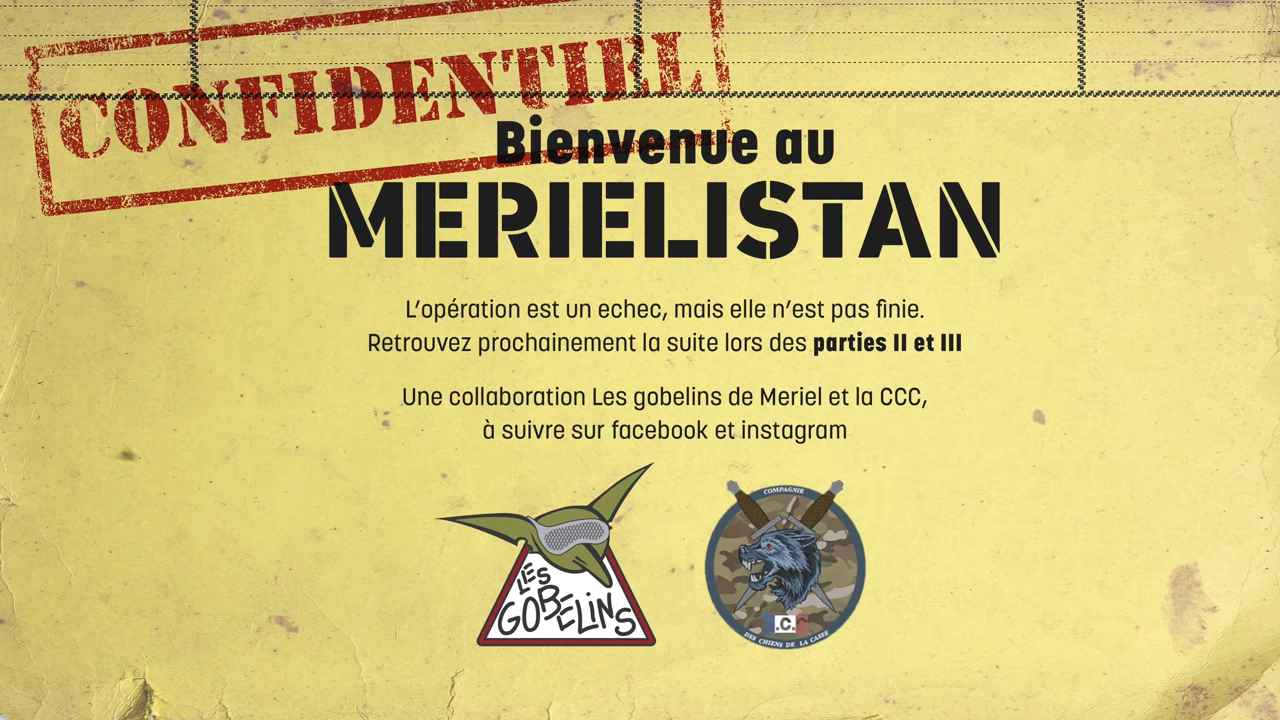 CONFIDENTIEL
Bienvenue au
MERIELISTAN
L'opération est un echec, mais elle n'est pas finie.
Retrouvez prochainement la suite lors des parties II et III
Une collaboration Les gobelins de Meriel et la CCC,
à suivre sur facebook et instagram
LES
GOBELINS
COMPAGNIE
C.C.C
DES CHIENS DE LA CASSE